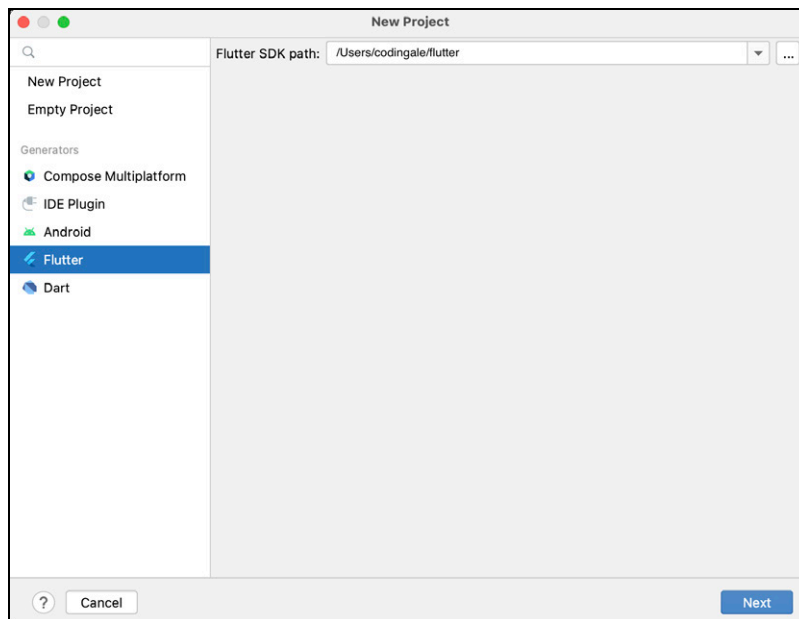 New Project
Flutter SDK path: /Users/codingale/flutter ...
New Project
Empty Project
Generators
Compose Multiplatform
IDE Plugin
Android
Flutter
Dart
? Cancel Next